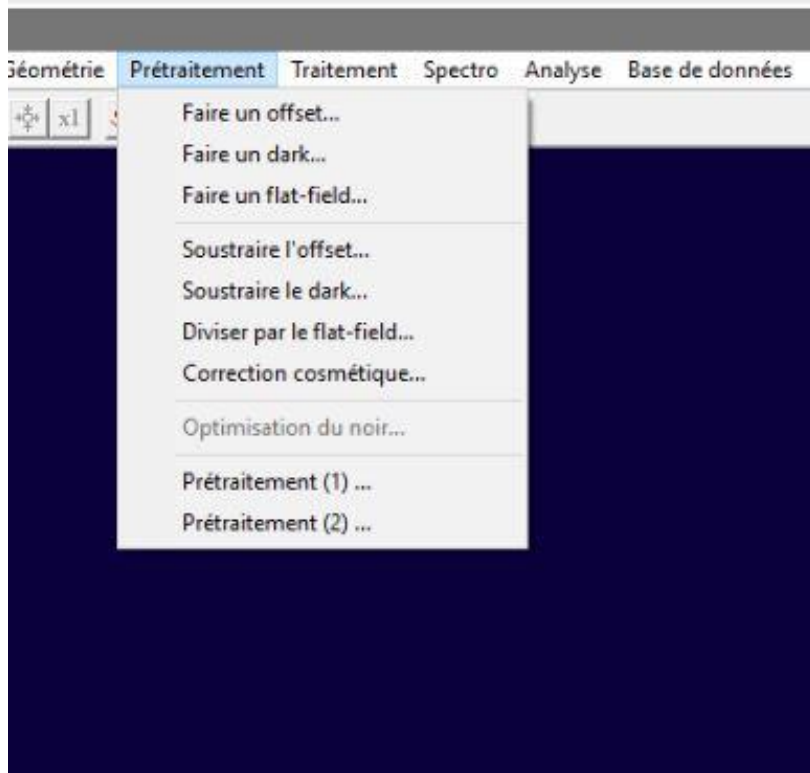 Géométrie Prétraitement Traitement Spectro Analyse Base de données
x1
Faire un offset...
Faire un dark...
Faire un flat-field...
Soustraire l'offset...
Soustraire le dark...
Diviser par le flat-field...
Correction cosmétique...
Optimisation du noir...
Prétraitement (1) ...
Prétraitement (2) ...